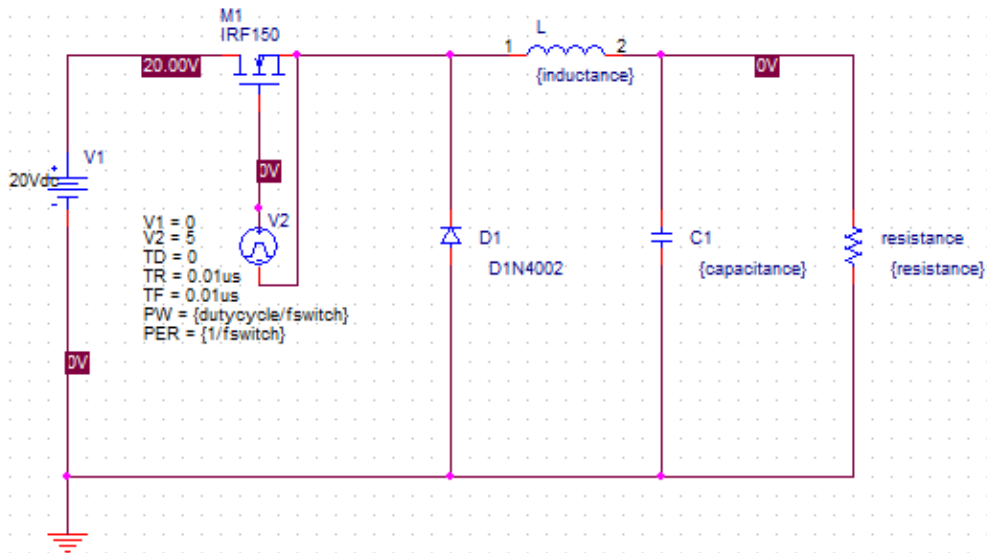 M1
IRF150
20.00V
L
1
2
{inductance}
0V
V1
20Vdc
0V
V2
V1 = 0
V2 = 5
TD = 0
TR = 0.01us
TF = 0.01us
PW = {dutycycle/fswitch}
PER = {1/fswitch}
D1
D1N4002
C1
{capacitance}
resistance
{resistance}
0V